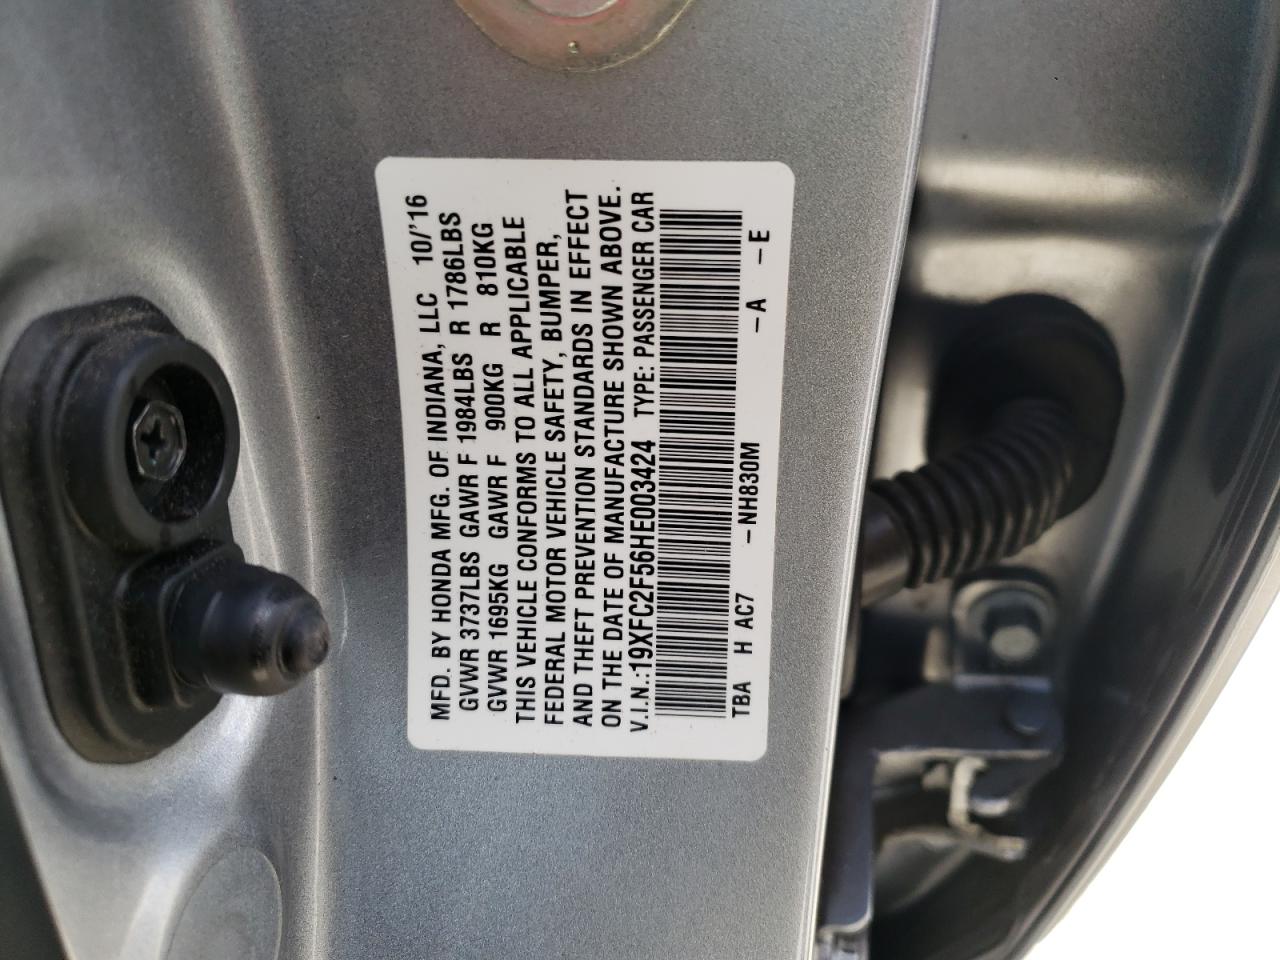 MFD. BY HONDA MFG. OF INDIANA, LLC 10/'16
GVWR 3737LBS GAWR F 1984LBS R 1786LBS
GVWR 1695KG GAWR F 900KG R 810KG
THIS VEHICLE CONFORMS TO ALL APPLICABLE
FEDERAL MOTOR VEHICLE SAFETY, BUMPER,
AND THEFT PREVENTION STANDARDS IN EFFECT
ON THE DATE OF MANUFACTURE SHOWN ABOVE.
V.I.N.:19XFC2F56HE003424 TYPE: PASSENGER CAR
TBA H AC7 -NH830M -A -E